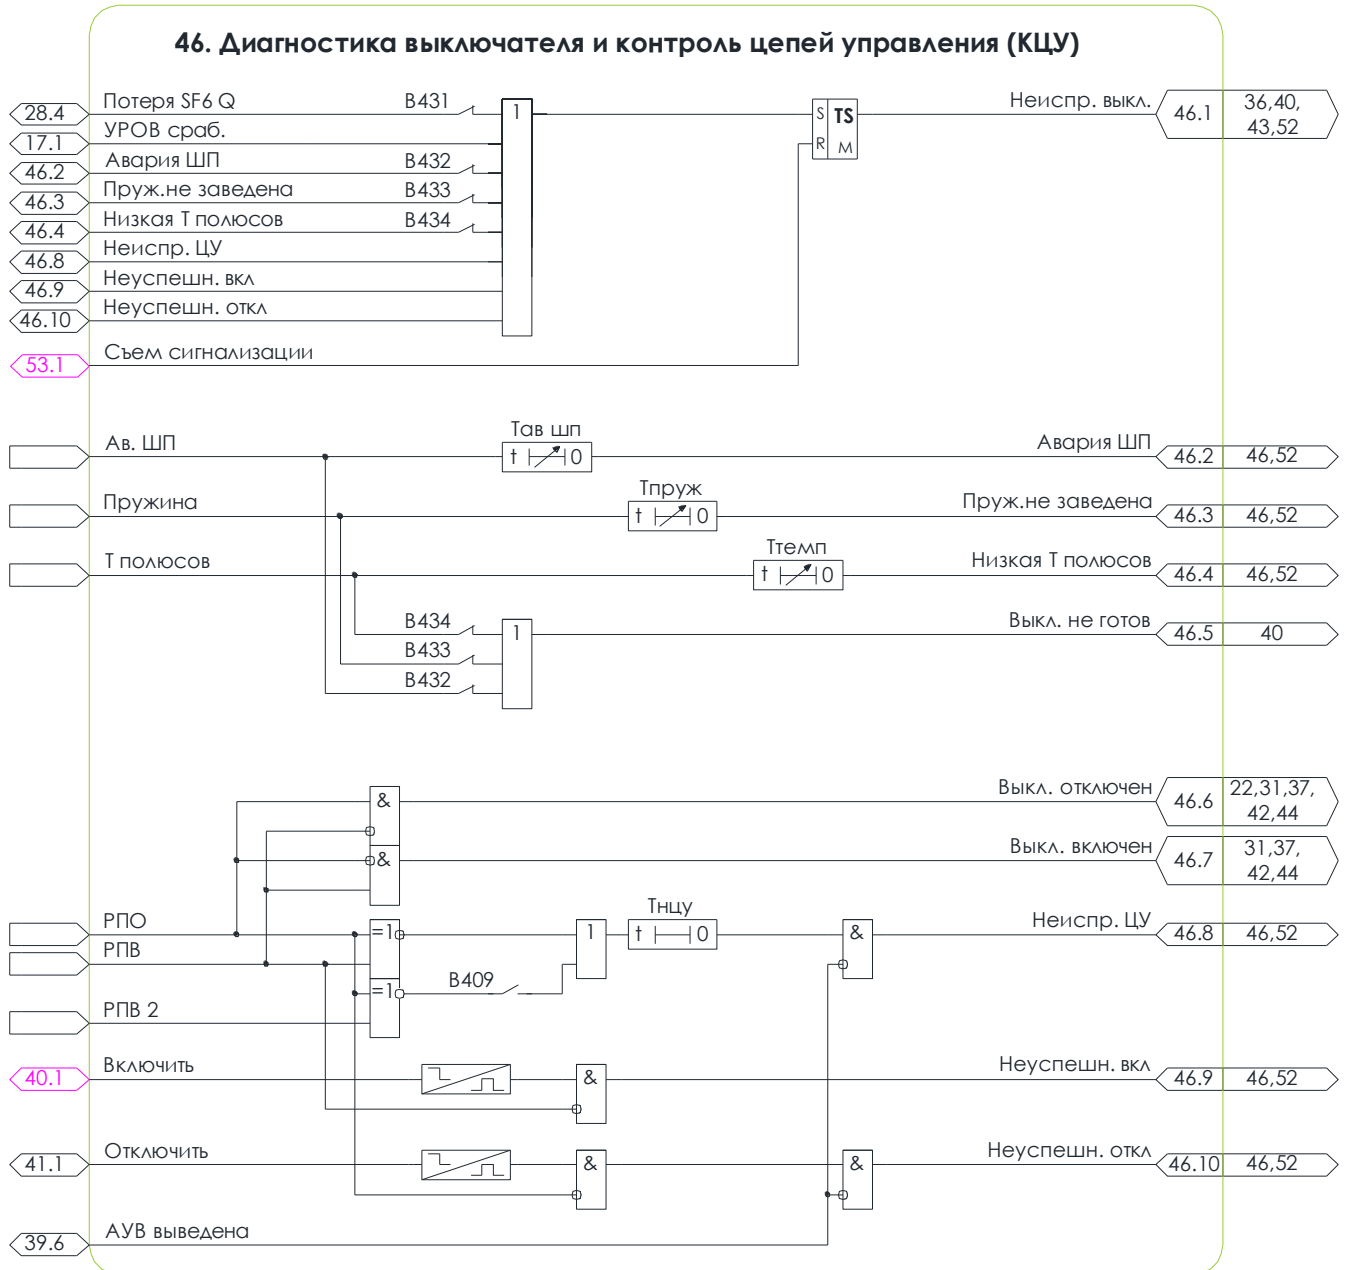 46. Диагностика выключателя и контроль цепей управления (КЦУ)
28.4 Потеря SF6 Q B431 1 S TS Неиспр. выкл. 46.1 36,40, 43,52
17.1 УРОВ сраб. R M
46.2 Авария ШП B432
46.3 Пруж.не заведена B433
46.4 Низкая Т полюсов B434
46.8 Неиспр. ЦУ
46.9 Неуспешн. вкл
46.10 Неуспешн. откл
53.1 Съем сигнализации
Ав. ШП Тав шп t 0 Авария ШП 46.2 46,52
Пружина Тпруж t 0 Пруж.не заведена 46.3 46,52
Т полюсов Ттемп t 0 Низкая Т полюсов 46.4 46,52
B434 1 Выкл. не готов 46.5 40
B433
B432
& Выкл. отключен 46.6 22,31,37, 42,44
& Выкл. включен 46.7 31,37, 42,44
РПО =1 1 Тнцу t 0 & Неиспр. ЦУ 46.8 46,52
РПВ
=1 B409
РПВ 2
40.1 Включить & Неуспешн. вкл 46.9 46,52
41.1 Отключить & & Неуспешн. откл 46.10 46,52
39.6 АУВ выведена